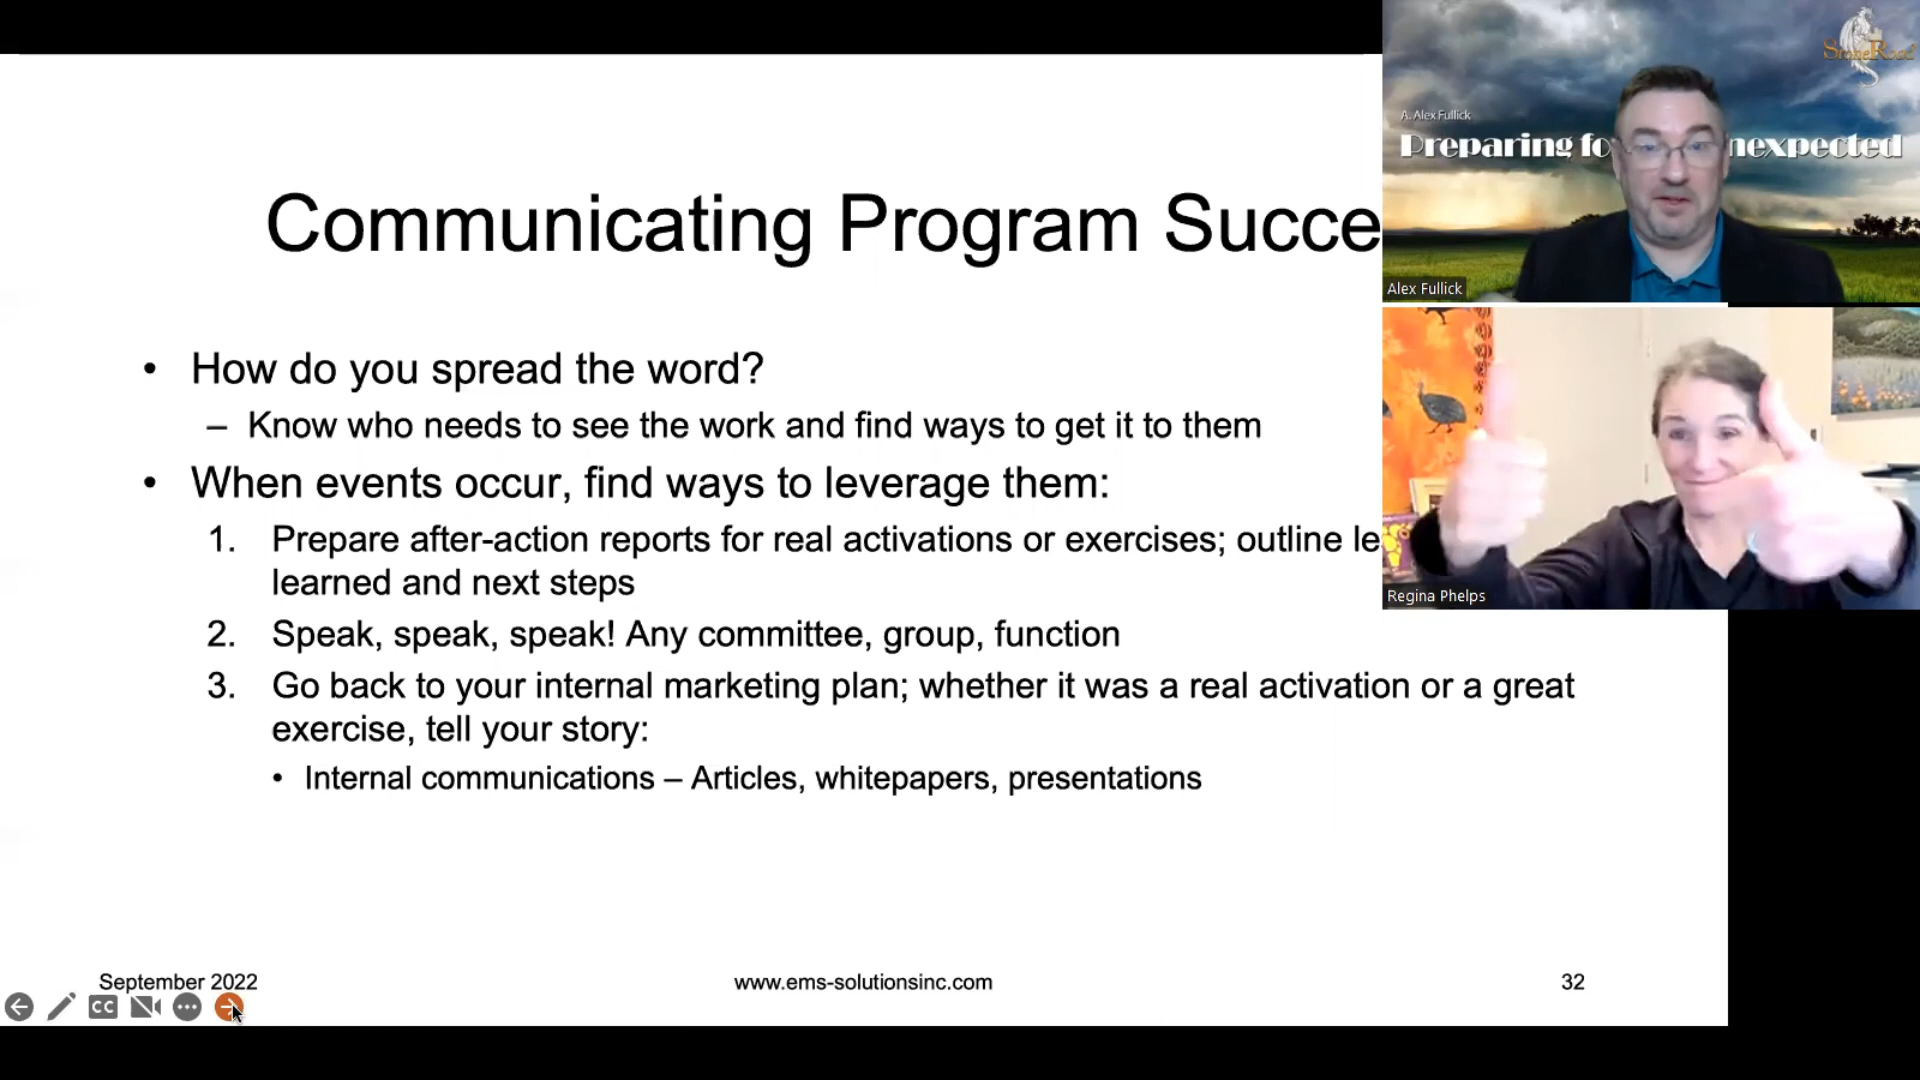 StoneRoad
A. Alex Fullick
Preparing fo nexpected
Alex Fullick
Communicating Program Succe
• How do you spread the word?
– Know who needs to see the work and find ways to get it to them
• When events occur, find ways to leverage them:
1. Prepare after-action reports for real activations or exercises; outline le
learned and next steps
Regina Phelps
2. Speak, speak, speak! Any committee, group, function
3. Go back to your internal marketing plan; whether it was a real activation or a great
exercise, tell your story:
• Internal communications – Articles, whitepapers, presentations
September 2022
www.ems-solutionsinc.com
32
CC